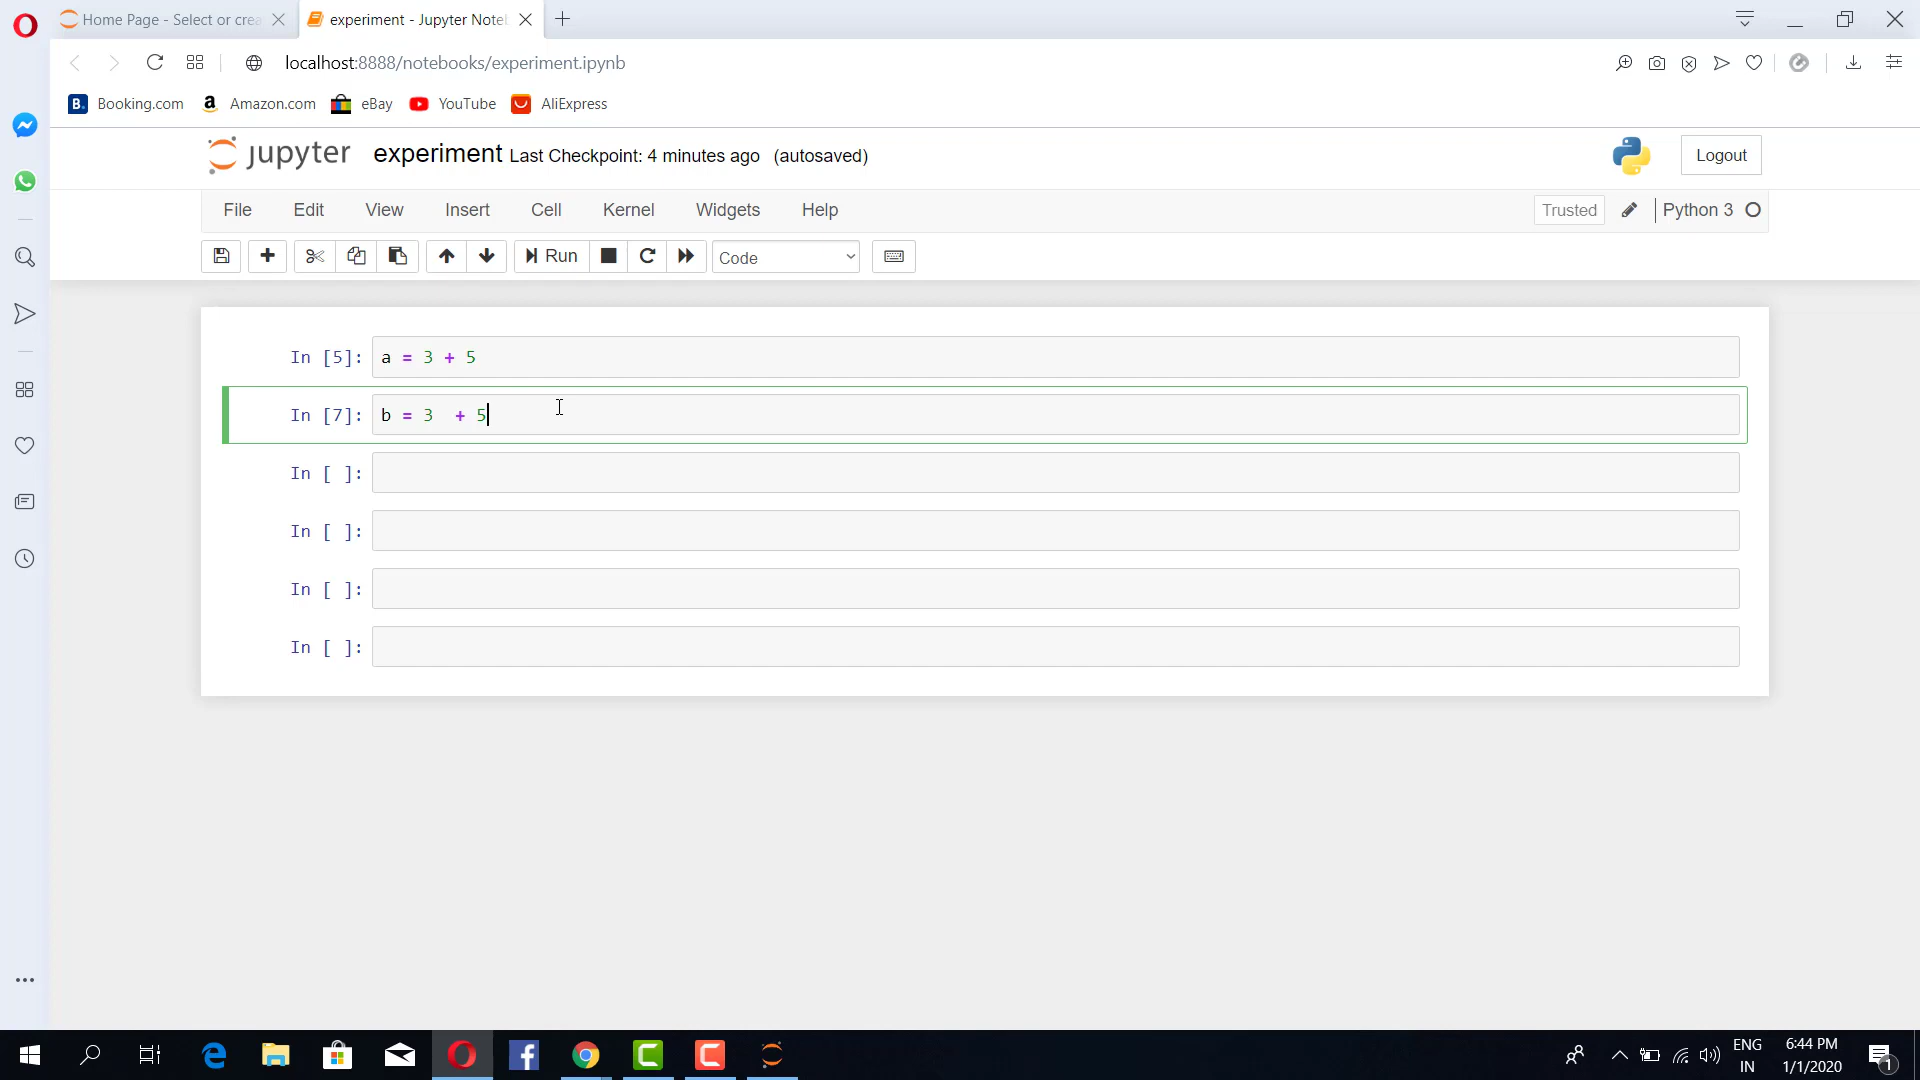 Home Page - Select or crea
experiment - Jupyter Note
localhost:8888/notebooks/experiment.ipynb
B. Booking.com
a Amazon.com
eBay
YouTube
AliExpress
jupyter experiment Last Checkpoint: 4 minutes ago (autosaved)
Logout
File Edit View Insert Cell Kernel Widgets Help
Trusted
Python 3
Run
Code
In [5]: a = 3 + 5
In [7]: b = 3  + 5
In [ ]:
In [ ]:
In [ ]:
In [ ]:
ENG
IN
6:44 PM
1/1/2020
1